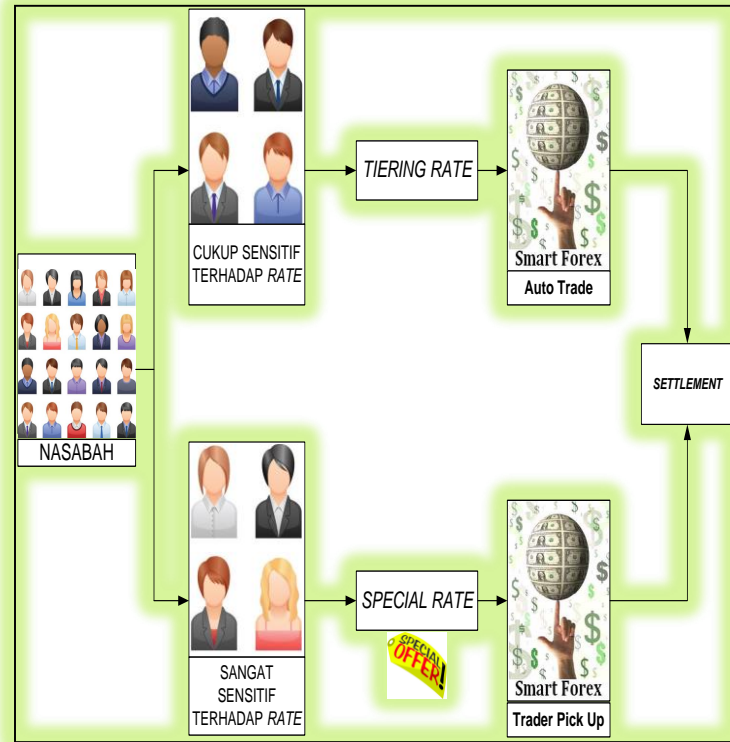 NASABAH
CUKUP SENSITIF
TERHADAP RATE
TIERING RATE
Smart Forex
Auto Trade
SETTLEMENT
SANGAT
SENSITIF
TERHADAP RATE
SPECIAL RATE
SPECIAL
OFFER!
Smart Forex
Trader Pick Up